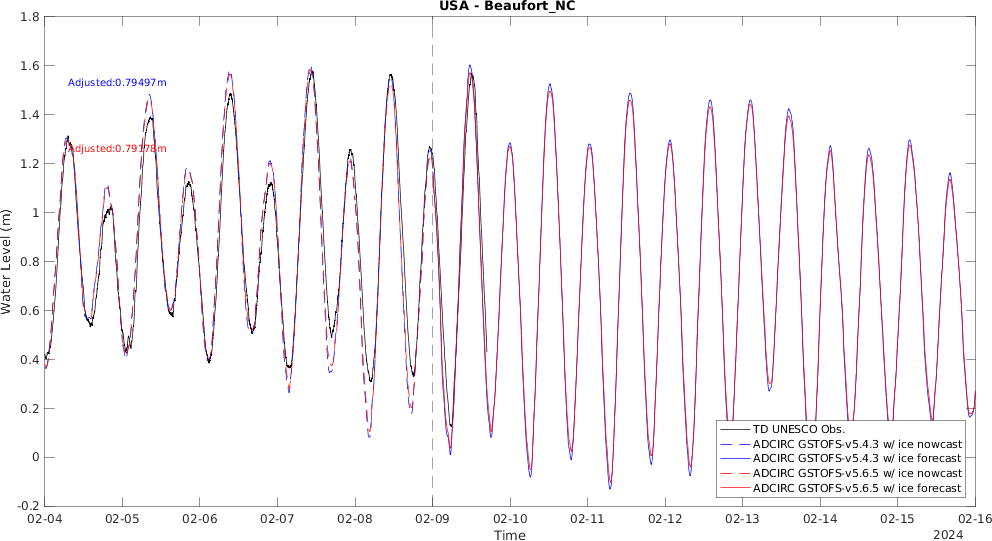 USA - Beaufort_NC
1.8
1.6
1.4
1.2
1
0.8
0.6
0.4
0.2
0
-0.2
Water Level (m)
Adjusted:0.79497m
Adjusted:0.79178m
TD UNESCO Obs.
ADCIRC GSTOFS-v5.4.3 w/ ice nowcast
ADCIRC GSTOFS-v5.4.3 w/ ice forecast
ADCIRC GSTOFS-v5.6.5 w/ ice nowcast
ADCIRC GSTOFS-v5.6.5 w/ ice forecast
02-04 02-05 02-06 02-07 02-08 02-09 02-10 02-11 02-12 02-13 02-14 02-15 02-16
Time
2024